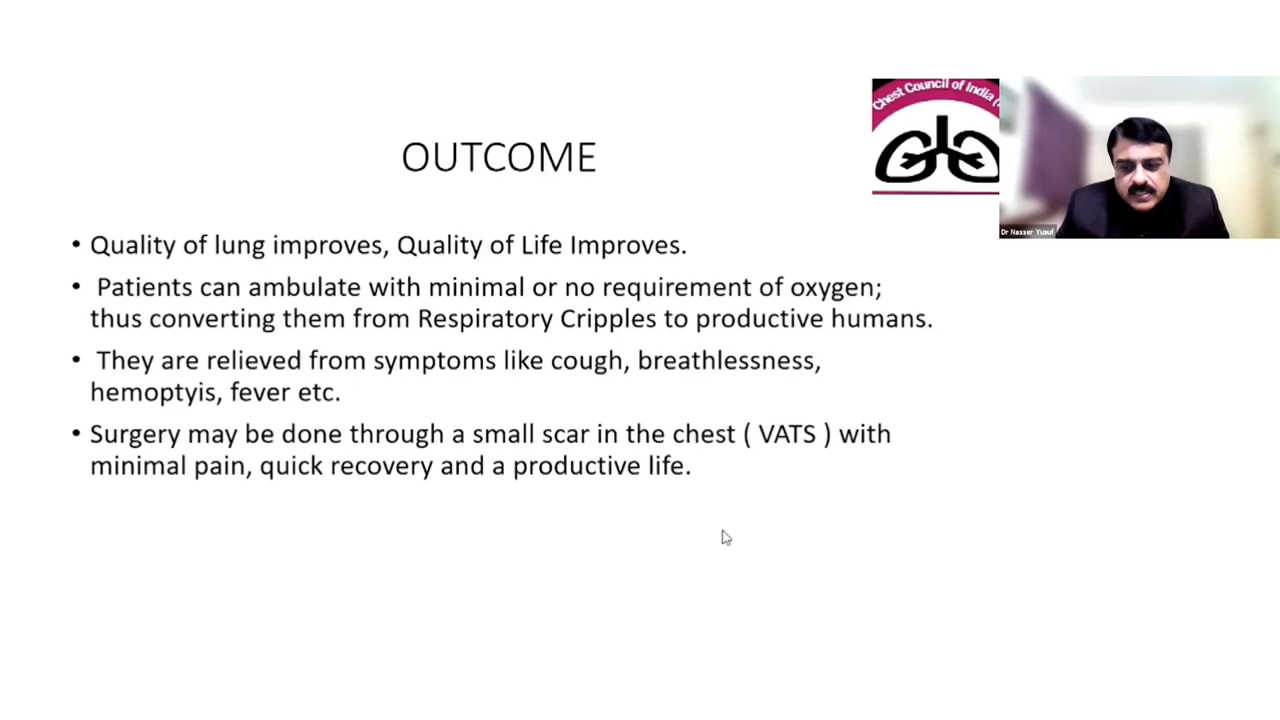 Chest Council of India (
Dr Nasser Yusuf
OUTCOME
• Quality of lung improves, Quality of Life Improves.
• Patients can ambulate with minimal or no requirement of oxygen;
thus converting them from Respiratory Cripples to productive humans.
• They are relieved from symptoms like cough, breathlessness,
hemoptyis, fever etc.
• Surgery may be done through a small scar in the chest ( VATS ) with
minimal pain, quick recovery and a productive life.